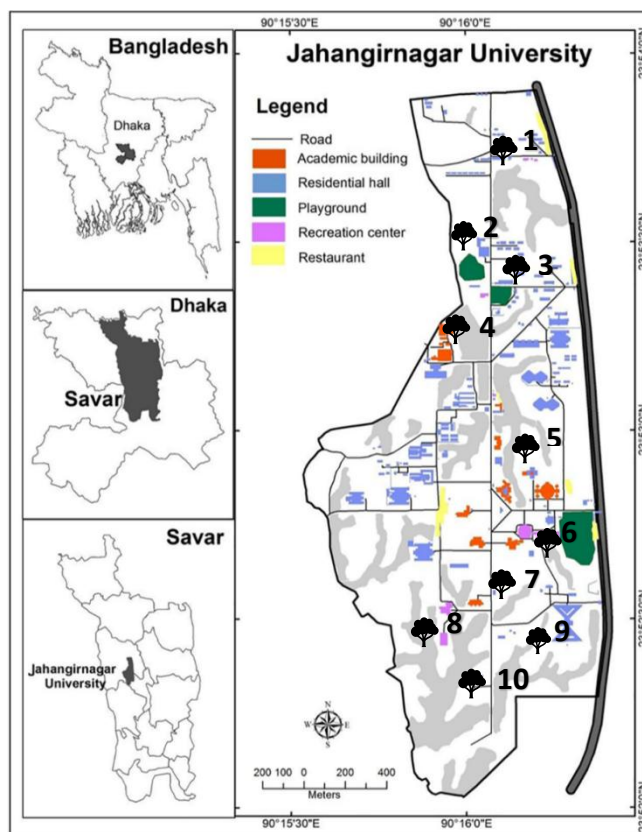 Bangladesh
Dhaka
Dhaka
Savar
Savar
Jahangirnagar
University
90°15'30"E
90°16'0"E
Jahangirnagar University
Legend
Road
Academic building
Residential hall
Playground
Recreation center
Restaurant
1
2
3
4
5
6
7
8
9
10
N
W
E
S
200 100 0 200 400
Meters
90°15'30"E
90°16'0"E